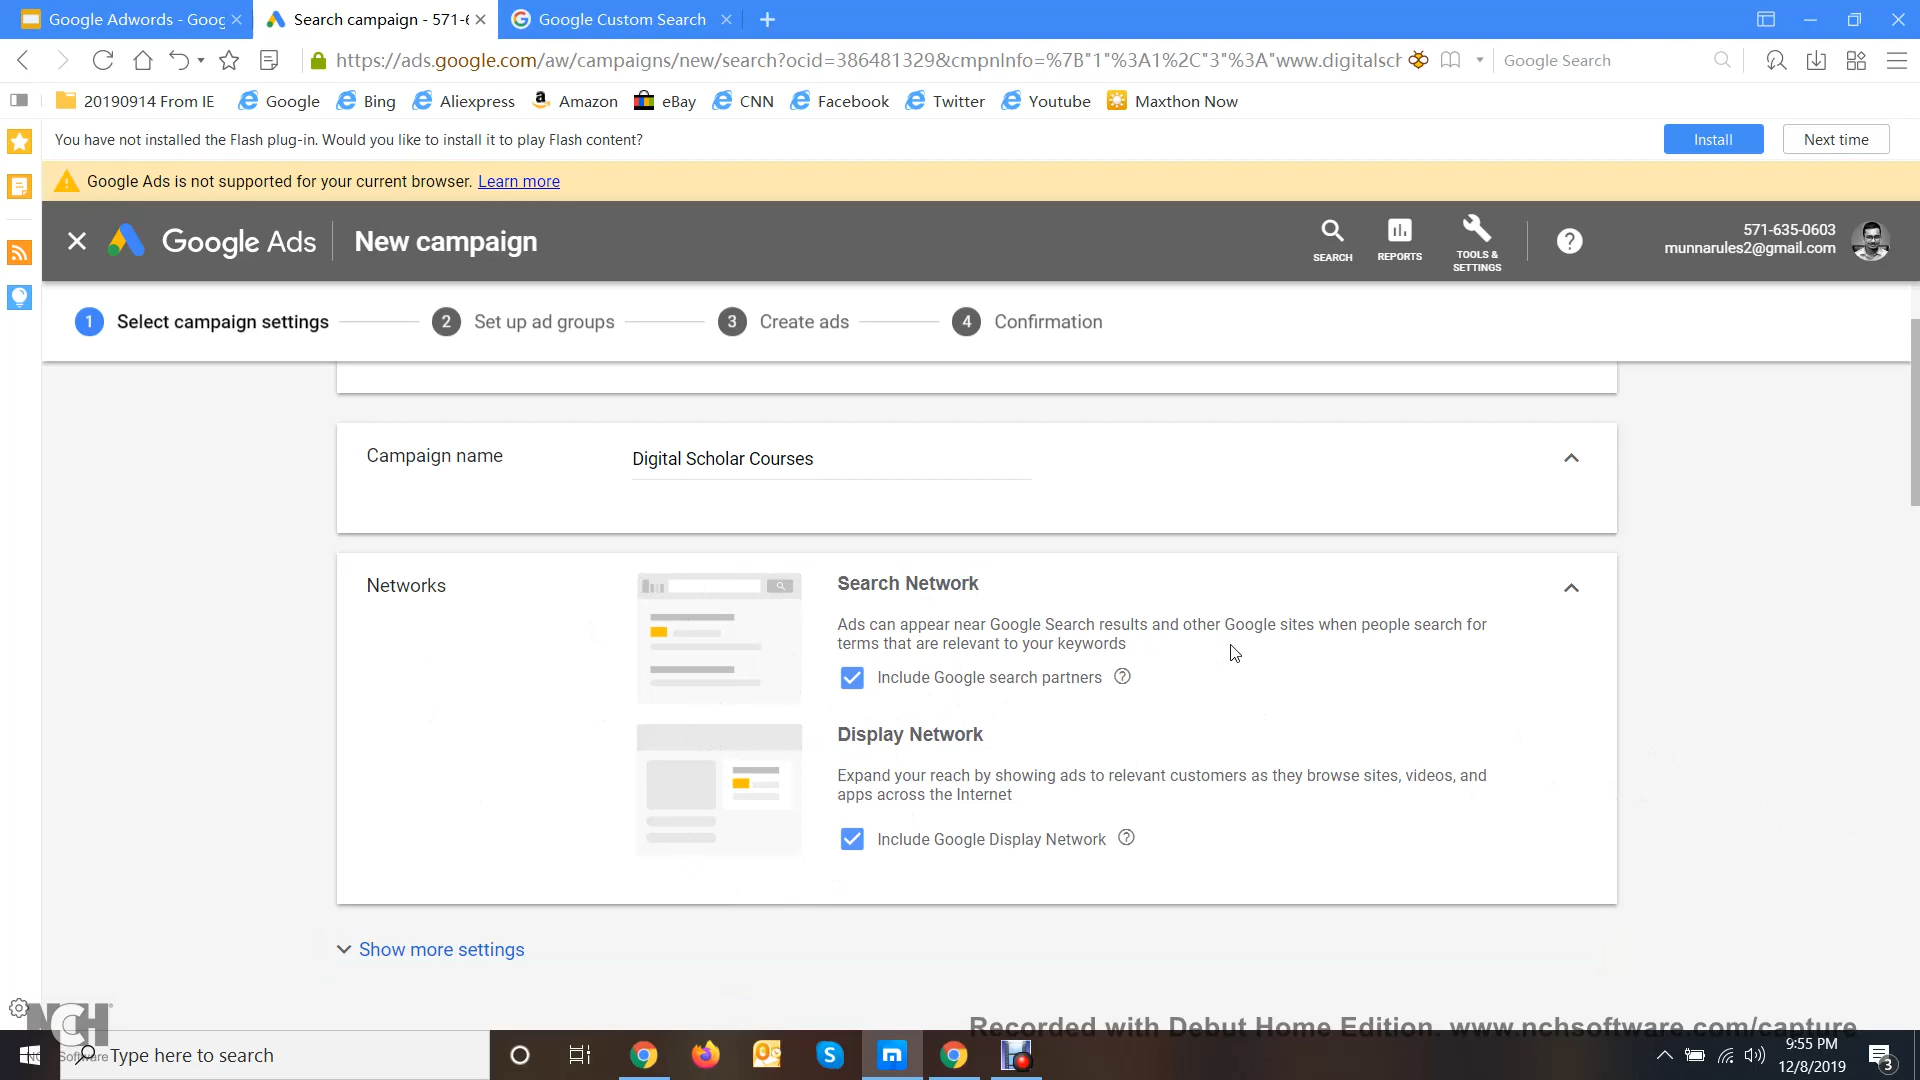 Google Adwords - Goog
Search campaign - 571-6
Google Custom Search
https://ads.google.com/aw/campaigns/new/search?ocid=386481329&cmpnInfo=%7B"1"%3A1%2C"3"%3A"www.digitalsch
Google Search
20190914 From IE
Google
Bing
Aliexpress
Amazon
eBay
CNN
Facebook
Twitter
Youtube
Maxthon Now
You have not installed the Flash plug-in. Would you like to install it to play Flash content?
Install
Next time
Google Ads is not supported for your current browser. Learn more
Google Ads
New campaign
SEARCH
REPORTS
TOOLS &
SETTINGS
571-635-0603
munnarules2@gmail.com
1 Select campaign settings
2 Set up ad groups
3 Create ads
4 Confirmation
Campaign name
Digital Scholar Courses
Networks
Search Network
Ads can appear near Google Search results and other Google sites when people search for
terms that are relevant to your keywords
Include Google search partners
Display Network
Expand your reach by showing ads to relevant customers as they browse sites, videos, and
apps across the Internet
Include Google Display Network
Show more settings
NCH
Software
Recorded with Debut Home Edition. www.nchsoftware.com/capture
Type here to search
9:55 PM
12/8/2019
3